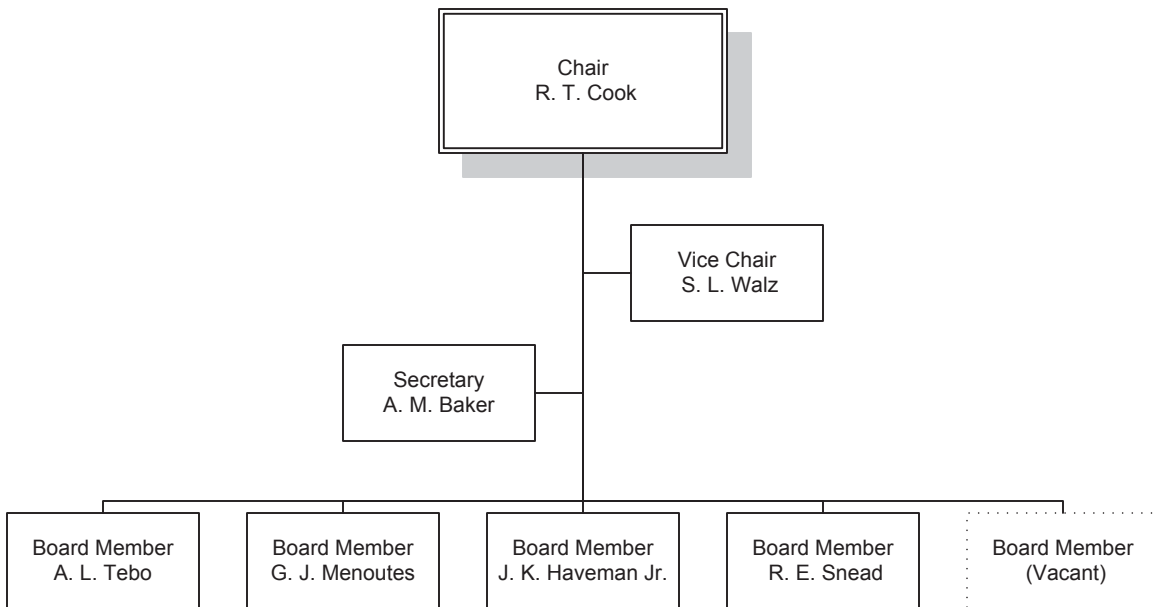 Chair
R. T. Cook
Vice Chair
S. L. Walz
Secretary
A. M. Baker
Board Member
A. L. Tebo
Board Member
G. J. Menoutes
Board Member
J. K. Haveman Jr.
Board Member
R. E. Snead
Board Member
(Vacant)